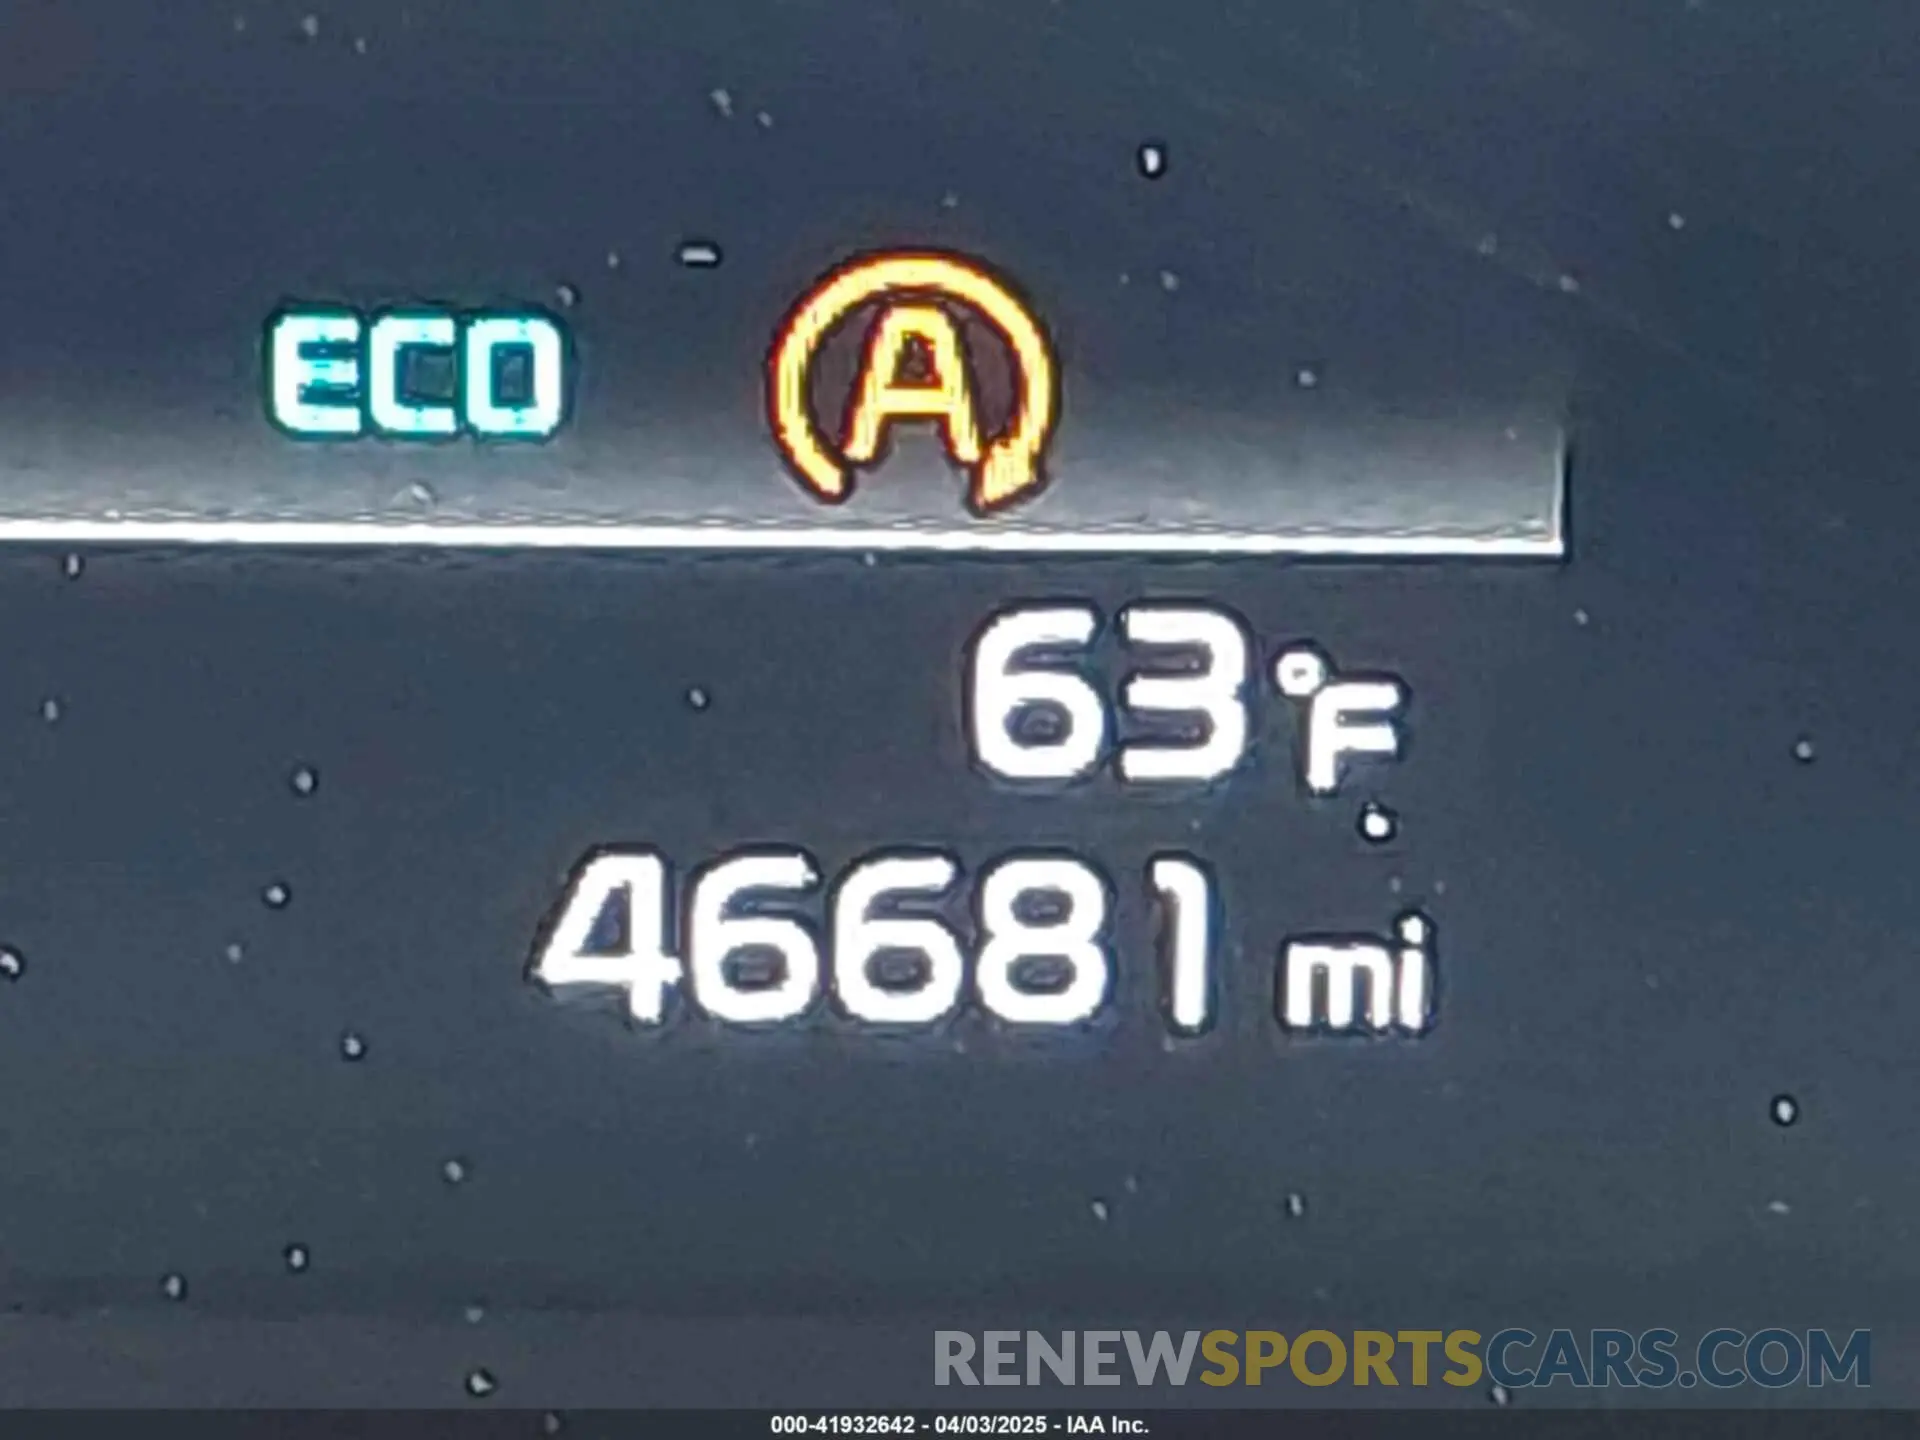 ECO A
63°F
46681 mi
RENEWSPORTSCARS.COM
000-41932642 - 04/03/2025 - IAA Inc.